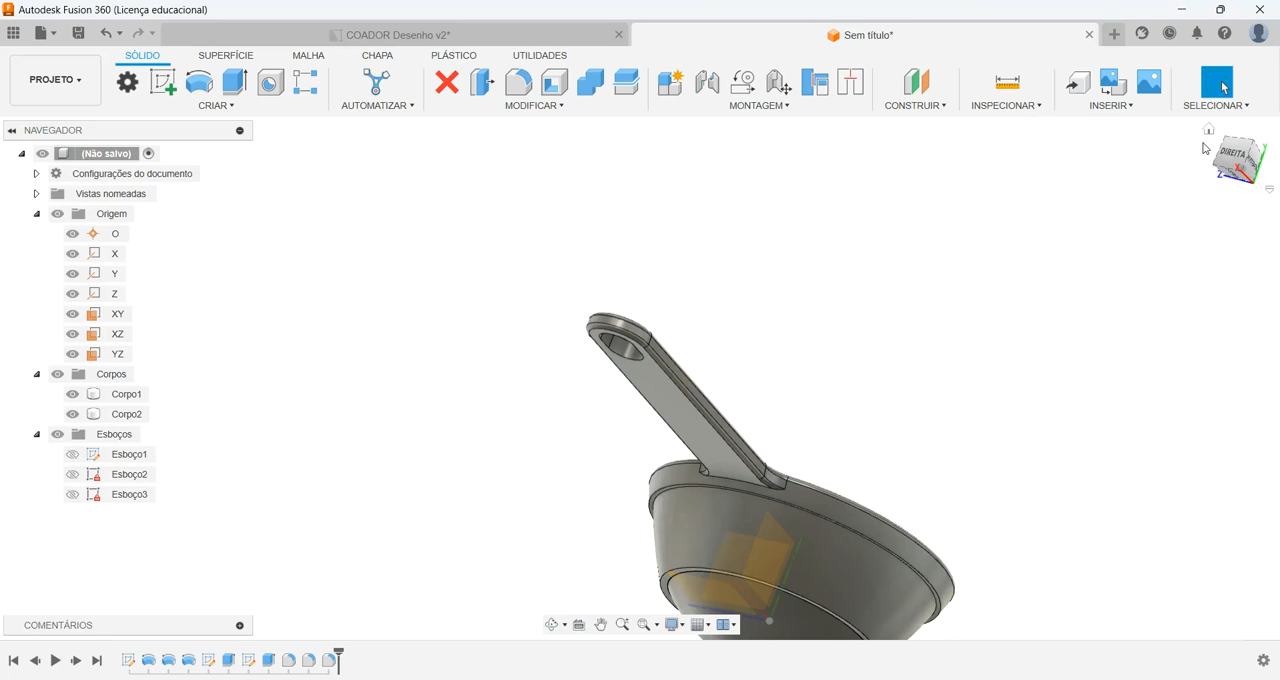 Autodesk Fusion 360 (Licença educacional)
COADOR Desenho v2*
Sem título*
PROJETO
SÓLIDO
SUPERFÍCIE
MALHA
CHAPA
PLÁSTICO
UTILIDADES
CRIAR
AUTOMATIZAR
MODIFICAR
MONTAGEM
CONSTRUIR
INSPECIONAR
INSERIR
SELECIONAR
NAVEGADOR
(Não salvo)
Configurações do documento
Vistas nomeadas
Origem
O
X
Y
Z
XY
XZ
YZ
Corpos
Corpo1
Corpo2
Esboços
Esboço1
Esboço2
Esboço3
DIREITA
Y
X
Z
COMENTÁRIOS